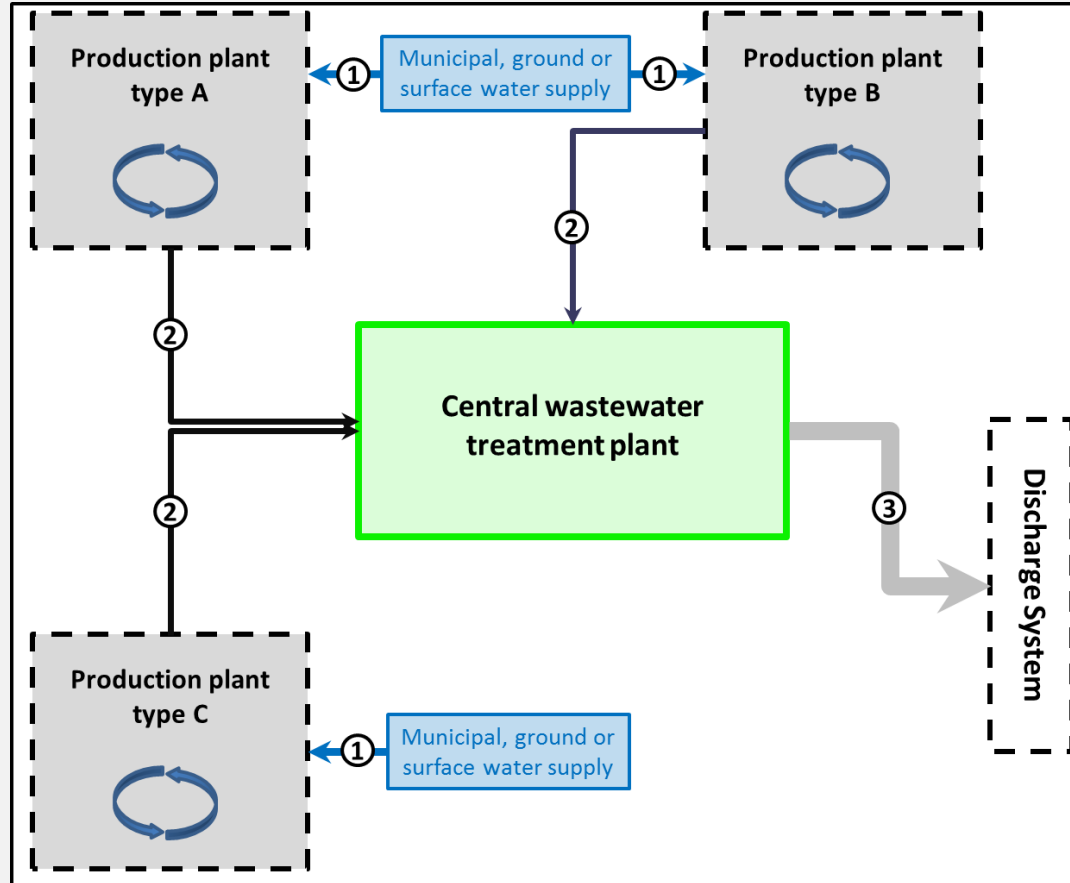 Production plant
type A
1
Municipal, ground or
surface water supply
1
Production plant
type B
2
2
Central wastewater
treatment plant
2
3
Discharge System
Production plant
type C
1
Municipal, ground or
surface water supply